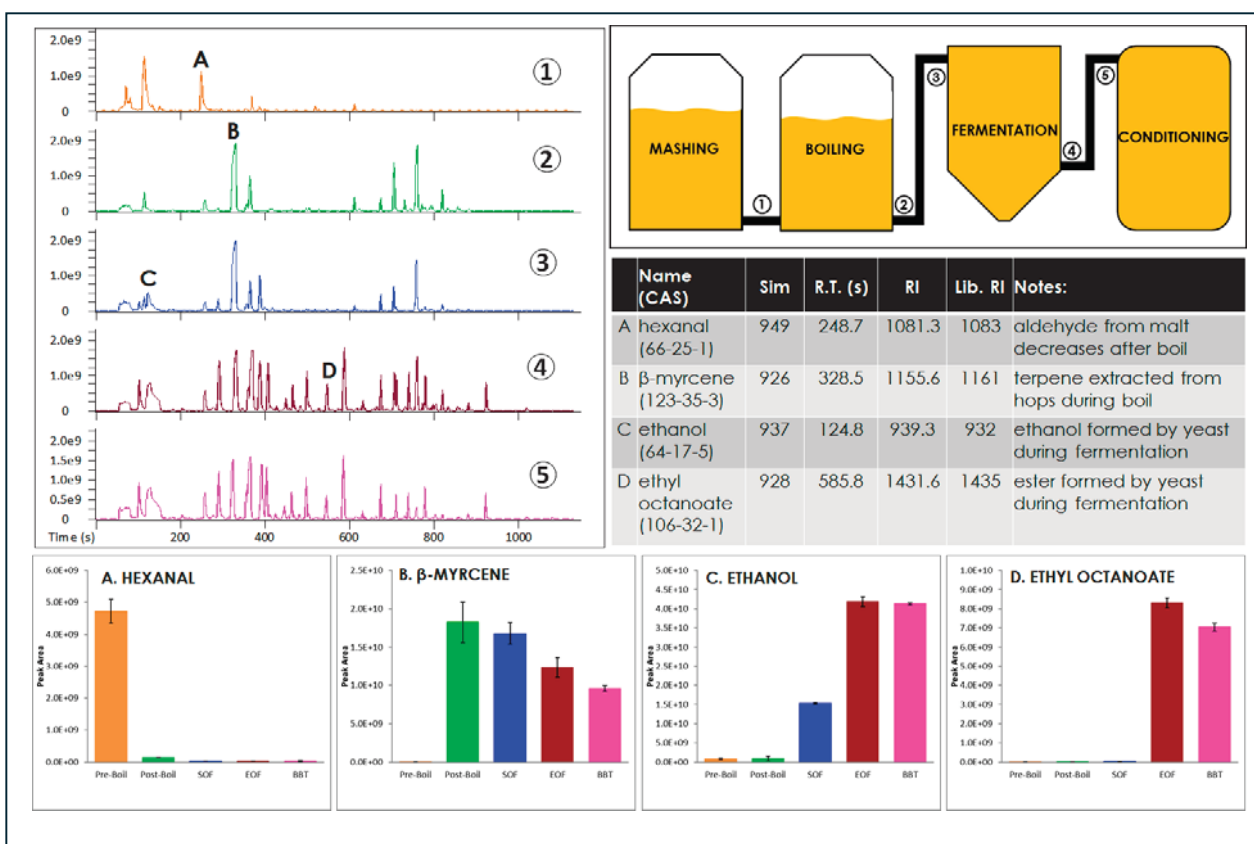 2.0e9
1.0e9
0
A
1
2.0e9
1.0e9
0
B
2
2.0e9
1.0e9
0
C
3
2.0e9
1.0e9
0
D
4
2.0e9
1.5e9
1.0e9
0.5e9
0
5
Time (s) 200 400 600 800 1000
MASHING
1
BOILING
2
3
FERMENTATION
4
5
CONDITIONING
Name (CAS) Sim R.T. (s) RI Lib. RI Notes:
A hexanal 949 248.7 1081.3 1083 aldehyde from malt
(66-25-1) decreases after boil
B β-myrcene 926 328.5 1155.6 1161 terpene extracted from
(123-35-3) hops during boil
C ethanol 937 124.8 939.3 932 ethanol formed by yeast
(64-17-5) during fermentation
D ethyl 928 585.8 1431.6 1435 ester formed by yeast
octanoate during fermentation
(106-32-1)
A. HEXANAL
Peak Area
6.0E+09
5.0E+09
4.0E+09
3.0E+09
2.0E+09
1.0E+09
0.0E+00
Pre-Boil Post-Boil SOF EOF BBT
B. β-MYRCENE
Peak Area
2.5E+10
2.0E+10
1.5E+10
1.0E+10
5.0E+09
0.0E+00
Pre-Boil Post-Boil SOF EOF BBT
C. ETHANOL
Peak Area
5.0E+10
4.5E+10
4.0E+10
3.5E+10
3.0E+10
2.5E+10
2.0E+10
1.5E+10
1.0E+10
5.0E+09
0.0E+00
Pre-Boil Post-Boil SOF EOF BBT
D. ETHYL OCTANOATE
Peak Area
1.0E+10
9.0E+09
8.0E+09
7.0E+09
6.0E+09
5.0E+09
4.0E+09
3.0E+09
2.0E+09
1.0E+09
0.0E+00
Pre-Boil Post-Boil SOF EOF BBT